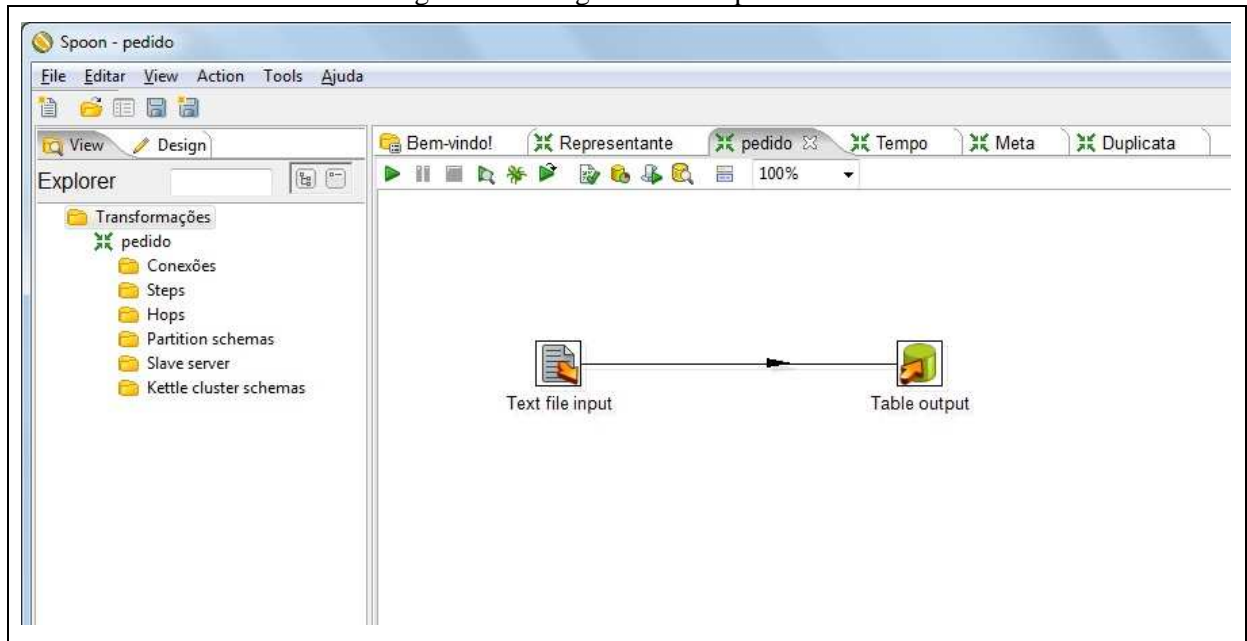 Spoon - pedido
File Editar View Action Tools Ajuda
View Design
Explorer
Transformações
pedido
Conexões
Steps
Hops
Partition schemas
Slave server
Kettle cluster schemas
Bem-vindo! Representante pedido Tempo Meta Duplicata
100%
Text file input
Table output